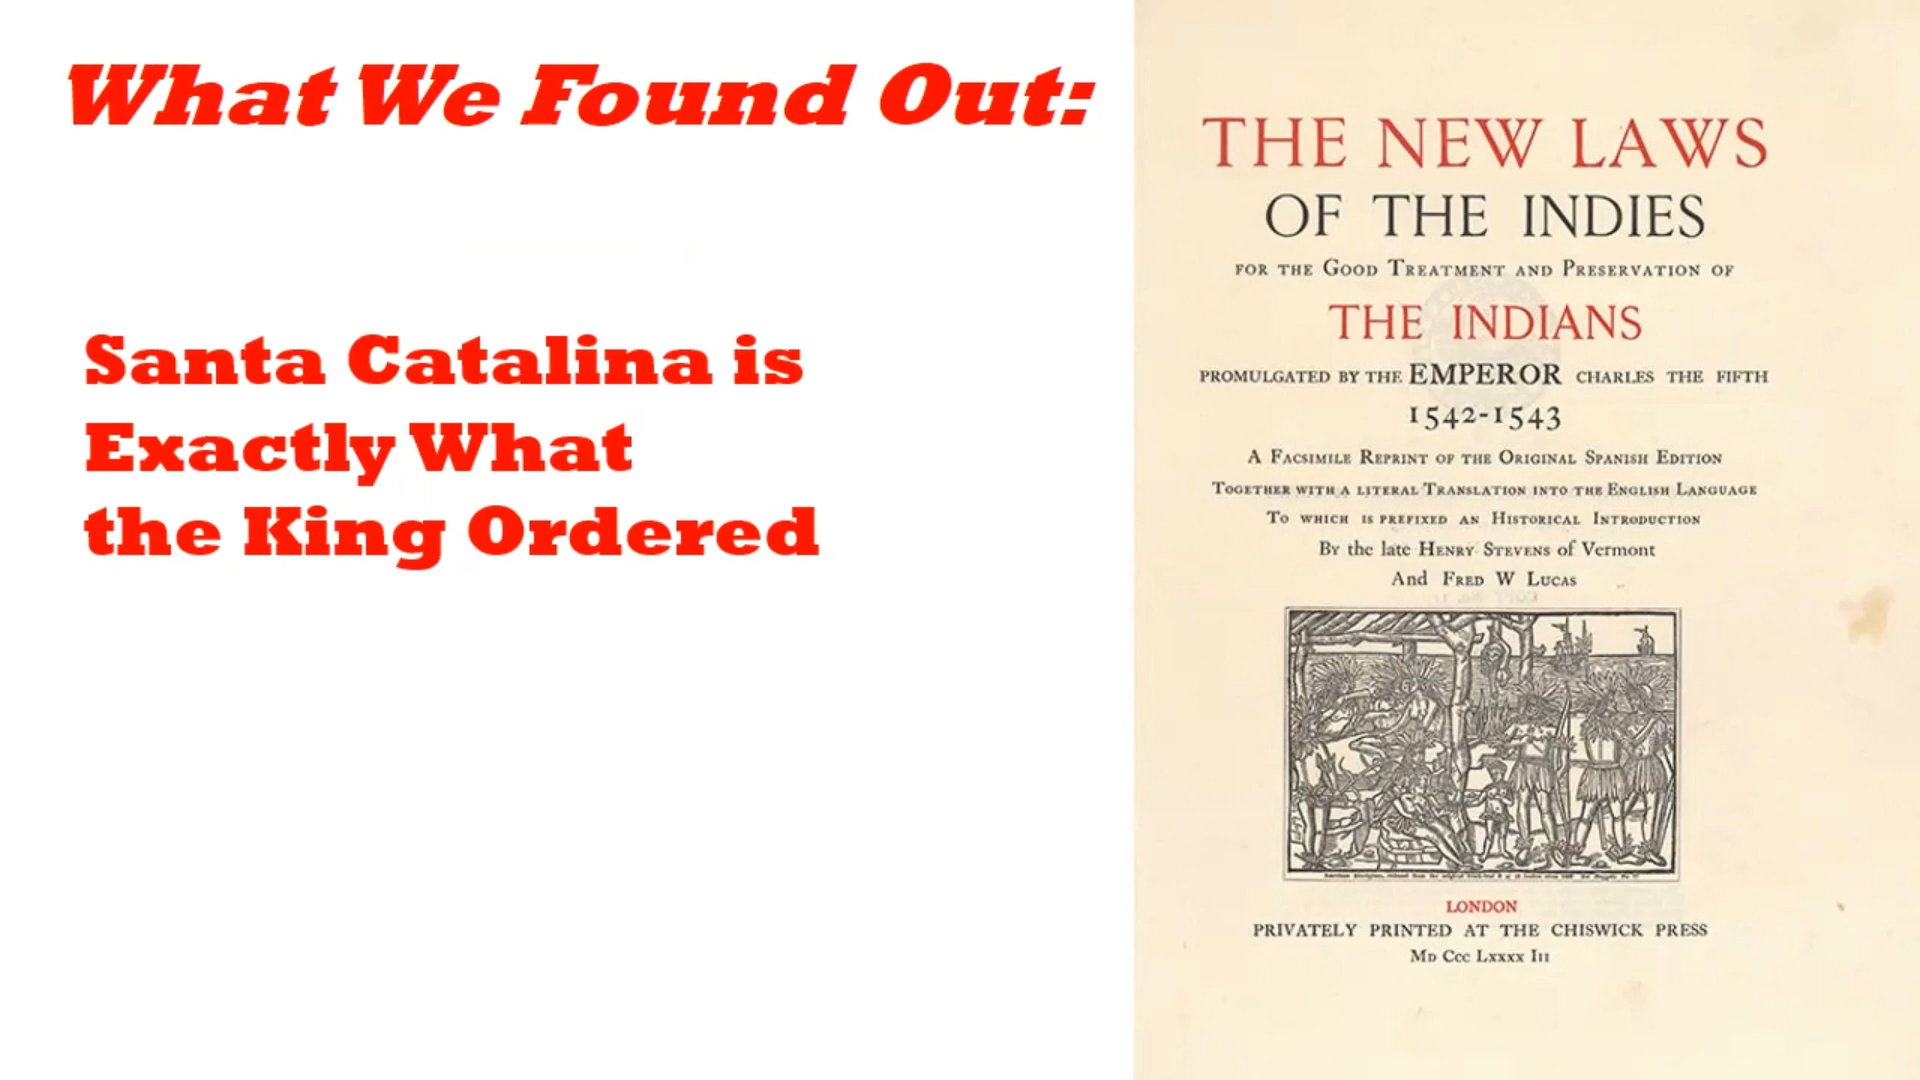 What We Found Out:
Santa Catalina is
Exactly What
the King Ordered
THE NEW LAWS
OF THE INDIES
FOR THE GOOD TREATMENT AND PRESERVATION OF
THE INDIANS
PROMULGATED BY THE EMPEROR CHARLES THE FIFTH
1542-1543
A FACSIMILE REPRINT OF THE ORIGINAL SPANISH EDITION
TOGETHER WITH A LITERAL TRANSLATION INTO THE ENGLISH LANGUAGE
TO WHICH IS PREFIXED AN HISTORICAL INTRODUCTION
BY the late HENRY STEVENS of Vermont
And FRED W LUCAS
LONDON
PRIVATELY PRINTED AT THE CHISWICK PRESS
MD CCC LXXXX III